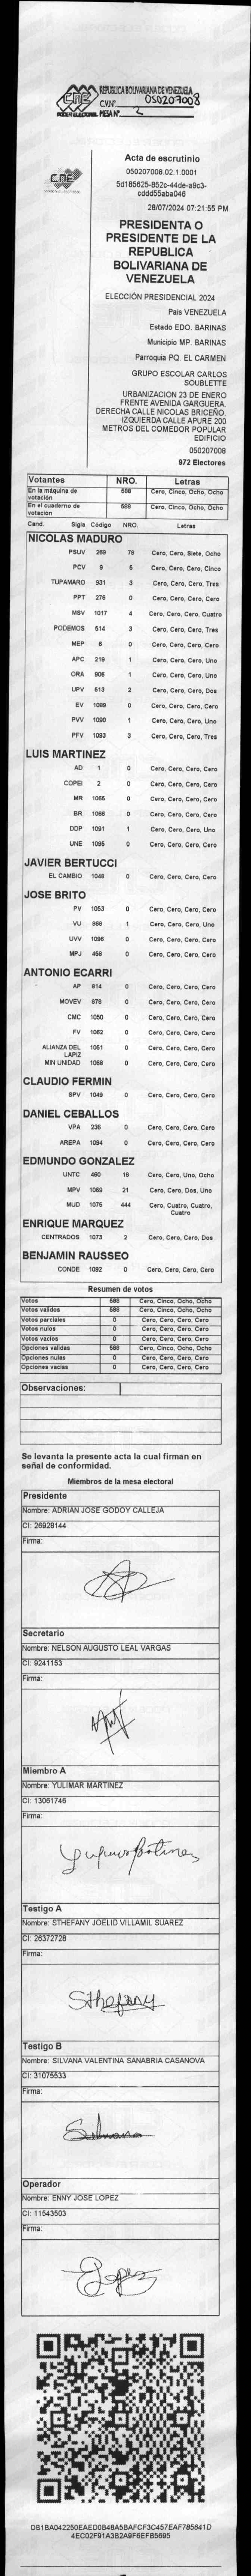 REPUBLICA BOLIVARIANA DE VENEZUELA
CNE
C.V.Nº. 050207008
PODER ELECTORAL MESA Nº 2
CNE
Acta de escrutinio
050207008.02.1.0001
5d185625-852c-44de-a9c3-
cddd55aba046
28/07/2024 07:21:55 PM
PRESIDENTA O
PRESIDENTE DE LA
REPUBLICA
BOLIVARIANA DE
VENEZUELA
ELECCIÓN PRESIDENCIAL 2024
Pais VENEZUELA
Estado EDO. BARINAS
Municipio MP. BARINAS
Parroquia PQ. EL CARMEN
GRUPO ESCOLAR CARLOS
SOUBLETTE
URBANIZACION 23 DE ENERO
FRENTE AVENIDA GARGUERA.
DERECHA CALLE NICOLAS BRICEÑO.
IZQUIERDA CALLE APURE 200
METROS DEL COMEDOR POPULAR
EDIFICIO
050207008
972 Electores
Votantes NRO. Letras
En la máquina de votación 588 Cero, Cinco, Ocho, Ocho
En el cuaderno de votación 588 Cero, Cinco, Ocho, Ocho
Cand. Sigla Código NRO. Letras
NICOLAS MADURO
PSUV 269 78 Cero, Cero, Siete, Ocho
PCV 9 5 Cero, Cero, Cero, Cinco
TUPAMARO 931 3 Cero, Cero, Cero, Tres
PPT 276 0 Cero, Cero, Cero, Cero
MSV 1017 4 Cero, Cero, Cero, Cuatro
PODEMOS 514 3 Cero, Cero, Cero, Tres
MEP 6 0 Cero, Cero, Cero, Cero
APC 219 1 Cero, Cero, Cero, Uno
ORA 906 1 Cero, Cero, Cero, Uno
UPV 513 2 Cero, Cero, Cero, Dos
EV 1089 0 Cero, Cero, Cero, Cero
PVV 1090 1 Cero, Cero, Cero, Uno
PFV 1093 3 Cero, Cero, Cero, Tres
LUIS MARTINEZ
AD 1 0 Cero, Cero, Cero, Cero
COPEI 2 0 Cero, Cero, Cero, Cero
MR 1065 0 Cero, Cero, Cero, Cero
BR 1066 0 Cero, Cero, Cero, Cero
DDP 1091 1 Cero, Cero, Cero, Uno
UNE 1095 0 Cero, Cero, Cero, Cero
JAVIER BERTUCCI
EL CAMBIO 1048 0 Cero, Cero, Cero, Cero
JOSE BRITO
PV 1053 0 Cero, Cero, Cero, Cero
VU 868 1 Cero, Cero, Cero, Uno
UVV 1096 0 Cero, Cero, Cero, Cero
MPJ 458 0 Cero, Cero, Cero, Cero
ANTONIO ECARRI
AP 814 0 Cero, Cero, Cero, Cero
MOVEV 879 0 Cero, Cero, Cero, Cero
CMC 1050 0 Cero, Cero, Cero, Cero
FV 1062 0 Cero, Cero, Cero, Cero
ALIANZA DEL LAPIZ 1051 0 Cero, Cero, Cero, Cero
MIN UNIDAD 1068 0 Cero, Cero, Cero, Cero
CLAUDIO FERMIN
SPV 1049 0 Cero, Cero, Cero, Cero
DANIEL CEBALLOS
VPA 236 0 Cero, Cero, Cero, Cero
AREPA 1094 0 Cero, Cero, Cero, Cero
EDMUNDO GONZALEZ
UNTC 460 18 Cero, Cero, Uno, Ocho
MPV 1069 21 Cero, Cero, Dos, Uno
MUD 1075 444 Cero, Cuatro, Cuatro, Cuatro
ENRIQUE MARQUEZ
CENTRADOS 1073 2 Cero, Cero, Cero, Dos
BENJAMIN RAUSSEO
CONDE 1092 0 Cero, Cero, Cero, Cero
Resumen de votos
Votos 588 Cero, Cinco, Ocho, Ocho
Votos validos 588 Cero, Cinco, Ocho, Ocho
Votos parciales 0 Cero, Cero, Cero, Cero
Votos nulos 0 Cero, Cero, Cero, Cero
Votos vacios 0 Cero, Cero, Cero, Cero
Opciones validas 588 Cero, Cinco, Ocho, Ocho
Opciones nulas 0 Cero, Cero, Cero, Cero
Opciones vacias 0 Cero, Cero, Cero, Cero
Observaciones:
Se levanta la presente acta la cual firman en
señal de conformidad.
Miembros de la mesa electoral
Presidente
Nombre: ADRIAN JOSE GODOY CALLEJA
CI: 26928144
Firma:
Secretario
Nombre: NELSON AUGUSTO LEAL VARGAS
CI: 9241153
Firma:
Miembro A
Nombre: YULIMAR MARTINEZ
CI: 13061746
Firma:
Testigo A
Nombre: STHEFANY JOELID VILLAMIL SUAREZ
CI: 26372728
Firma:
Sthefany
Testigo B
Nombre: SILVANA VALENTINA SANABRIA CASANOVA
CI: 31075533
Firma:
Silvana
Operador
Nombre: ENNY JOSE LOPEZ
CI: 11543503
Firma:
DB1BA042250EAED0B48A5BAFCF3C457EAF785641D
4EC02F91A3B2A9F6EFB5695